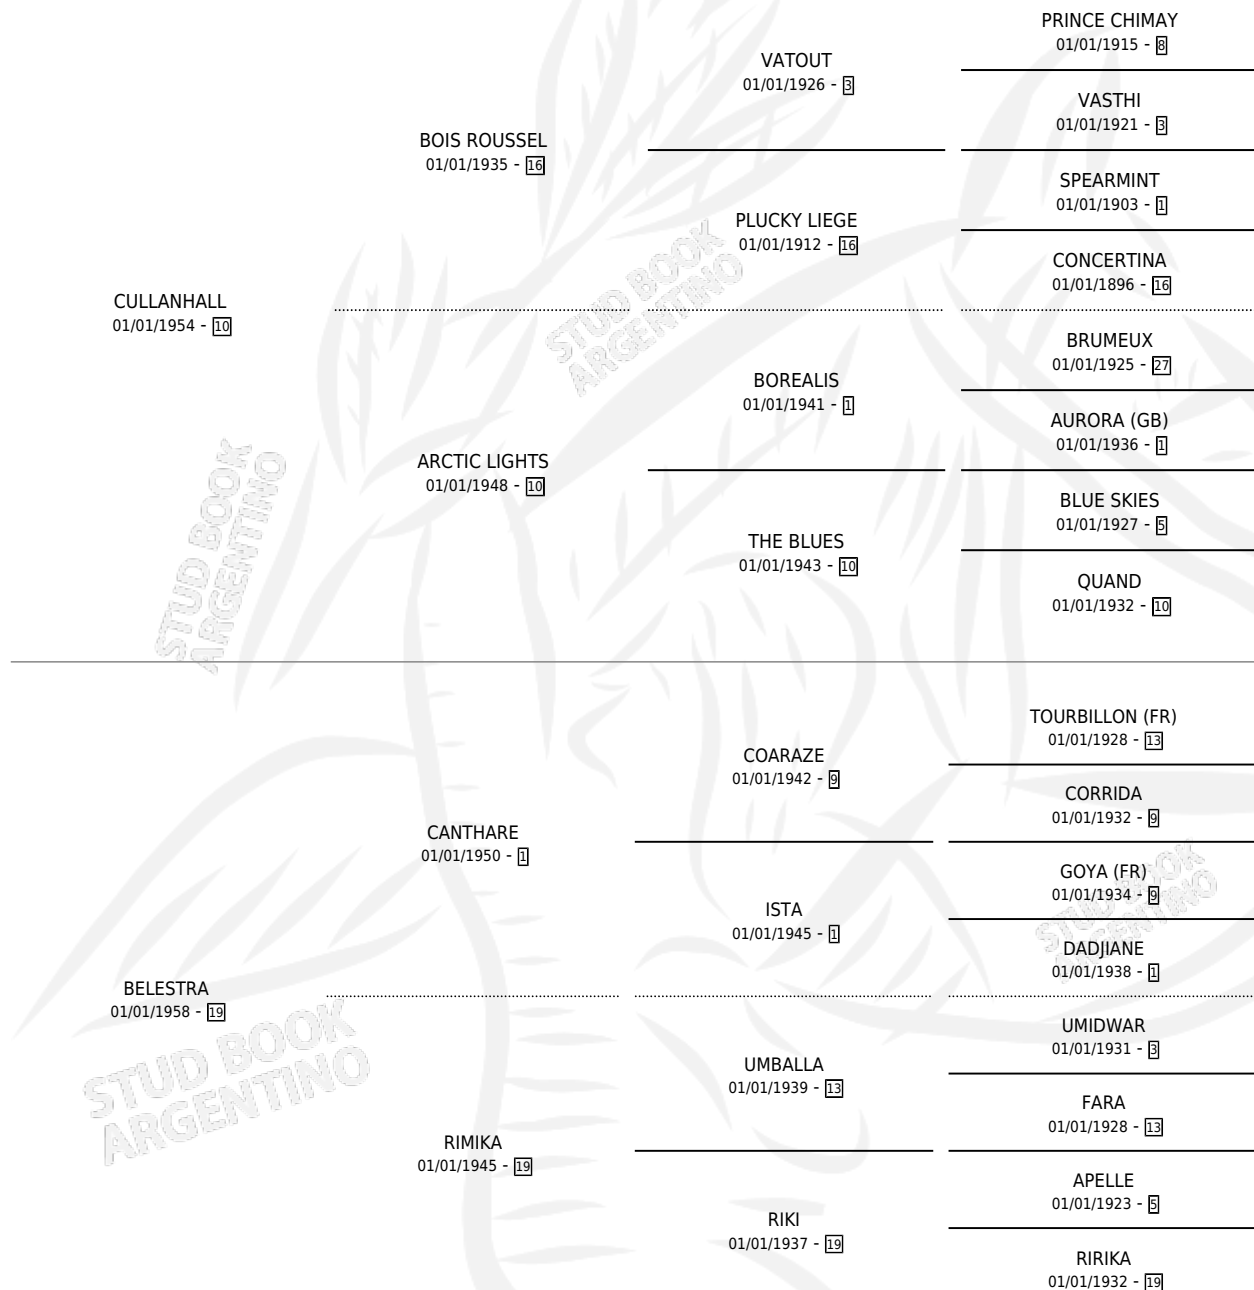 PRINCE CHIMAY
01/01/1915 - 8
VATOUT
01/01/1926 - 3
VASTHI
01/01/1921 - 3
BOIS ROUSSEL
01/01/1935 - 16
SPEARMINT
01/01/1903 - 1
PLUCKY LIEGE
01/01/1912 - 16
CONCERTINA
01/01/1896 - 16
CULLANHALL
01/01/1954 - 10
STUD BOOK
ARGENTINO
BRUMEUX
01/01/1925 - 27
BOREALIS
01/01/1941 - 1
AURORA (GB)
01/01/1936 - 1
ARCTIC LIGHTS
01/01/1948 - 10
BLUE SKIES
01/01/1927 - 5
THE BLUES
01/01/1943 - 10
QUAND
01/01/1932 - 10
STUD BOOK
ARGENTINO
TOURBILLON (FR)
01/01/1928 - 13
COARAZE
01/01/1942 - 9
CORRIDA
01/01/1932 - 9
CANTHARE
01/01/1950 - 1
GOYA (FR)
01/01/1934 - 9
ISTA
01/01/1945 - 1
DADJIANE
01/01/1938 - 1
STUD BOOK
ARGENTINO
BELESTRA
01/01/1958 - 19
UMIDWAR
01/01/1931 - 3
UMBALLA
01/01/1939 - 13
FARA
01/01/1928 - 13
STUD BOOK
ARGENTINO
RIMIKA
01/01/1945 - 19
APELLE
01/01/1923 - 5
RIKI
01/01/1937 - 19
RIRIKA
01/01/1932 - 19